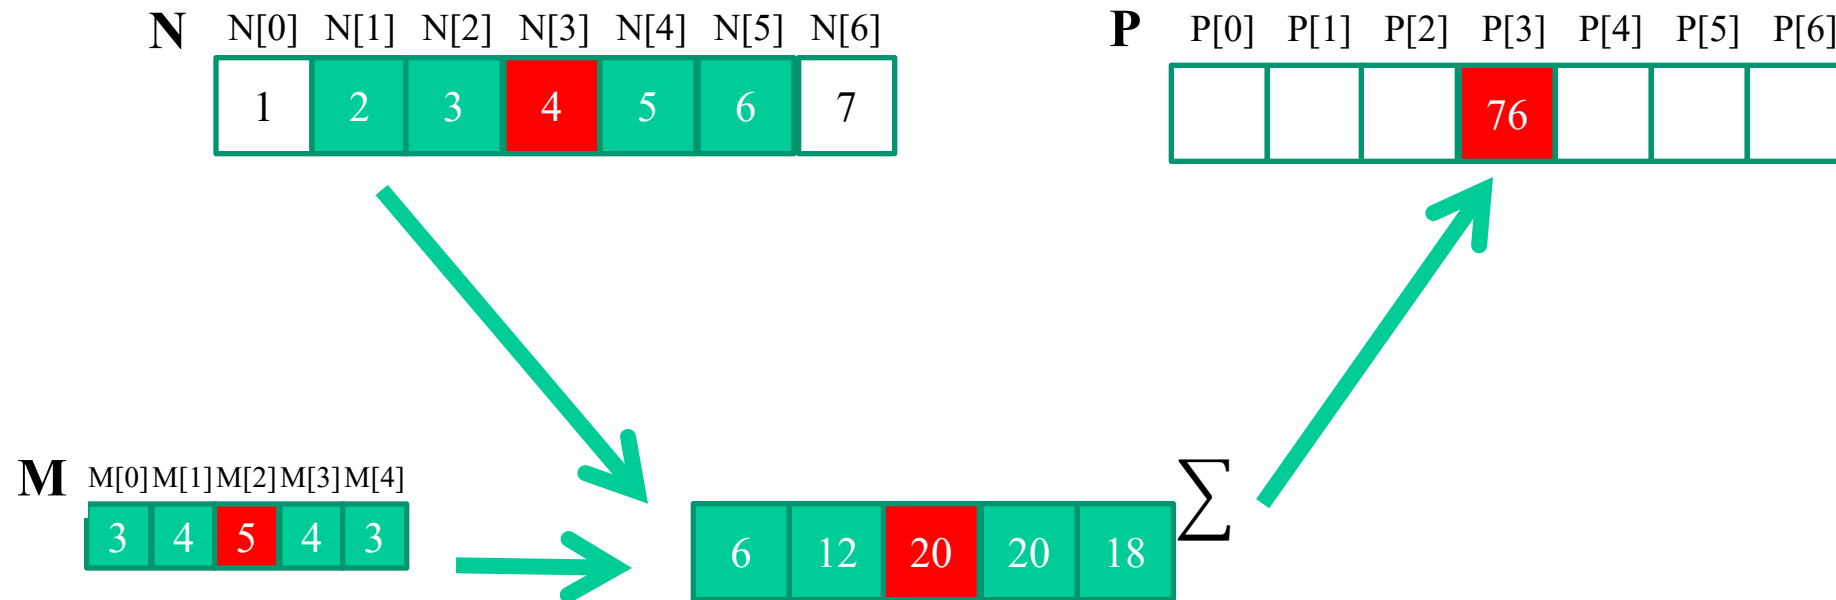 N N[0] N[1] N[2] N[3] N[4] N[5] N[6]
1 2 3 4 5 6 7
P P[0] P[1] P[2] P[3] P[4] P[5] P[6]
76
M M[0] M[1] M[2] M[3] M[4]
3 4 5 4 3
6 12 20 20 18 ∑